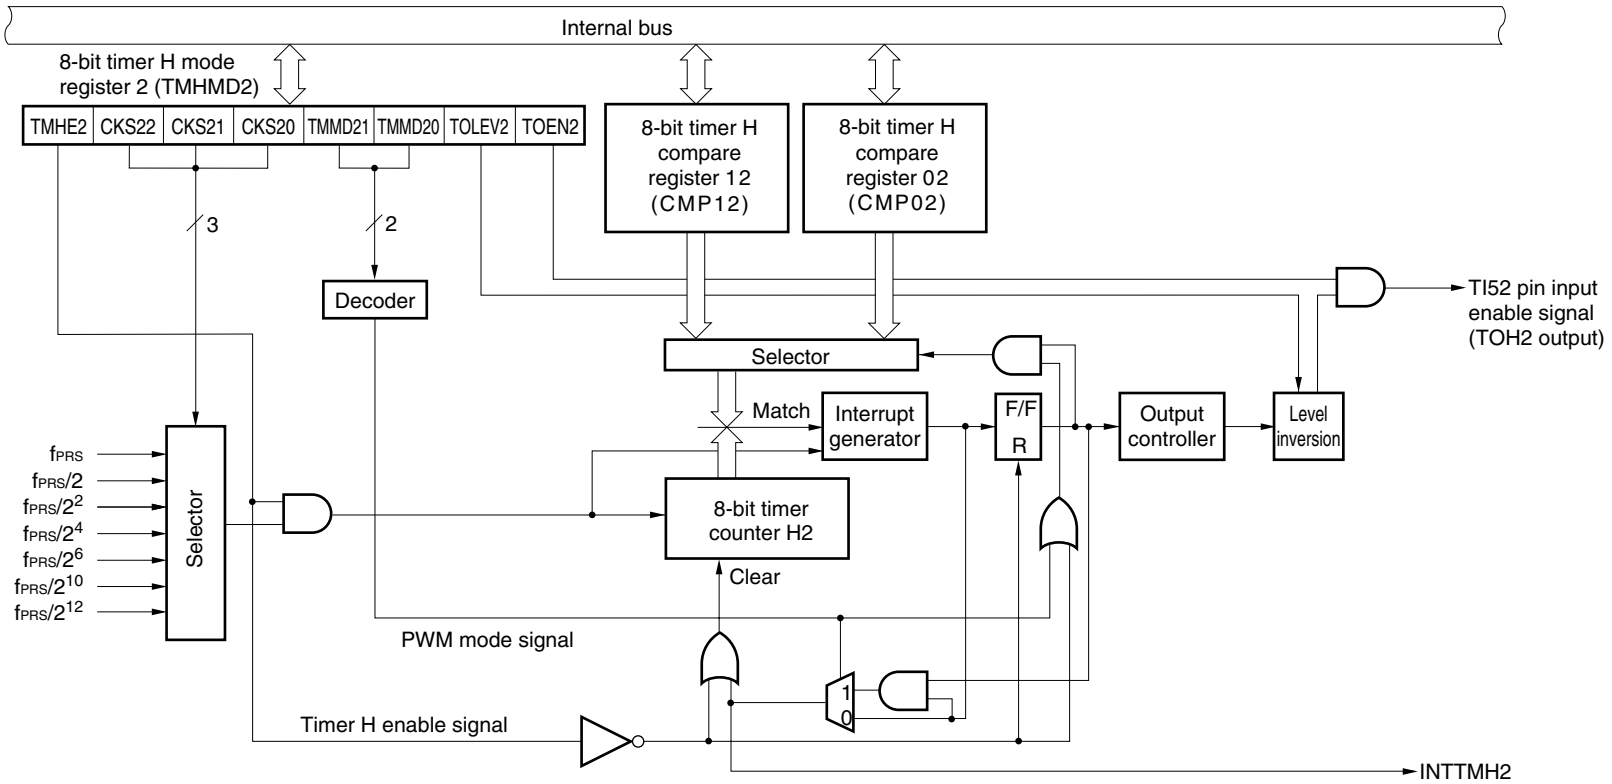 Internal bus
8-bit timer H mode
register 2 (TMHMD2)
TMHE2 CKS22 CKS21 CKS20 TMMD21 TMMD20 TOLEV2 TOEN2
8-bit timer H
compare
register 12
(CMP12)
8-bit timer H
compare
register 02
(CMP02)
3
2
Decoder
TI52 pin input
enable signal
(TOH2 output)
Selector
Match
Interrupt
generator
F/F
R
Output
controller
Level
inversion
fPRS
fPRS/2
fPRS/2²
fPRS/2⁴
fPRS/2⁶
fPRS/2¹⁰
fPRS/2¹²
Selector
8-bit timer
counter H2
Clear
PWM mode signal
1
0
Timer H enable signal
INTTMH2